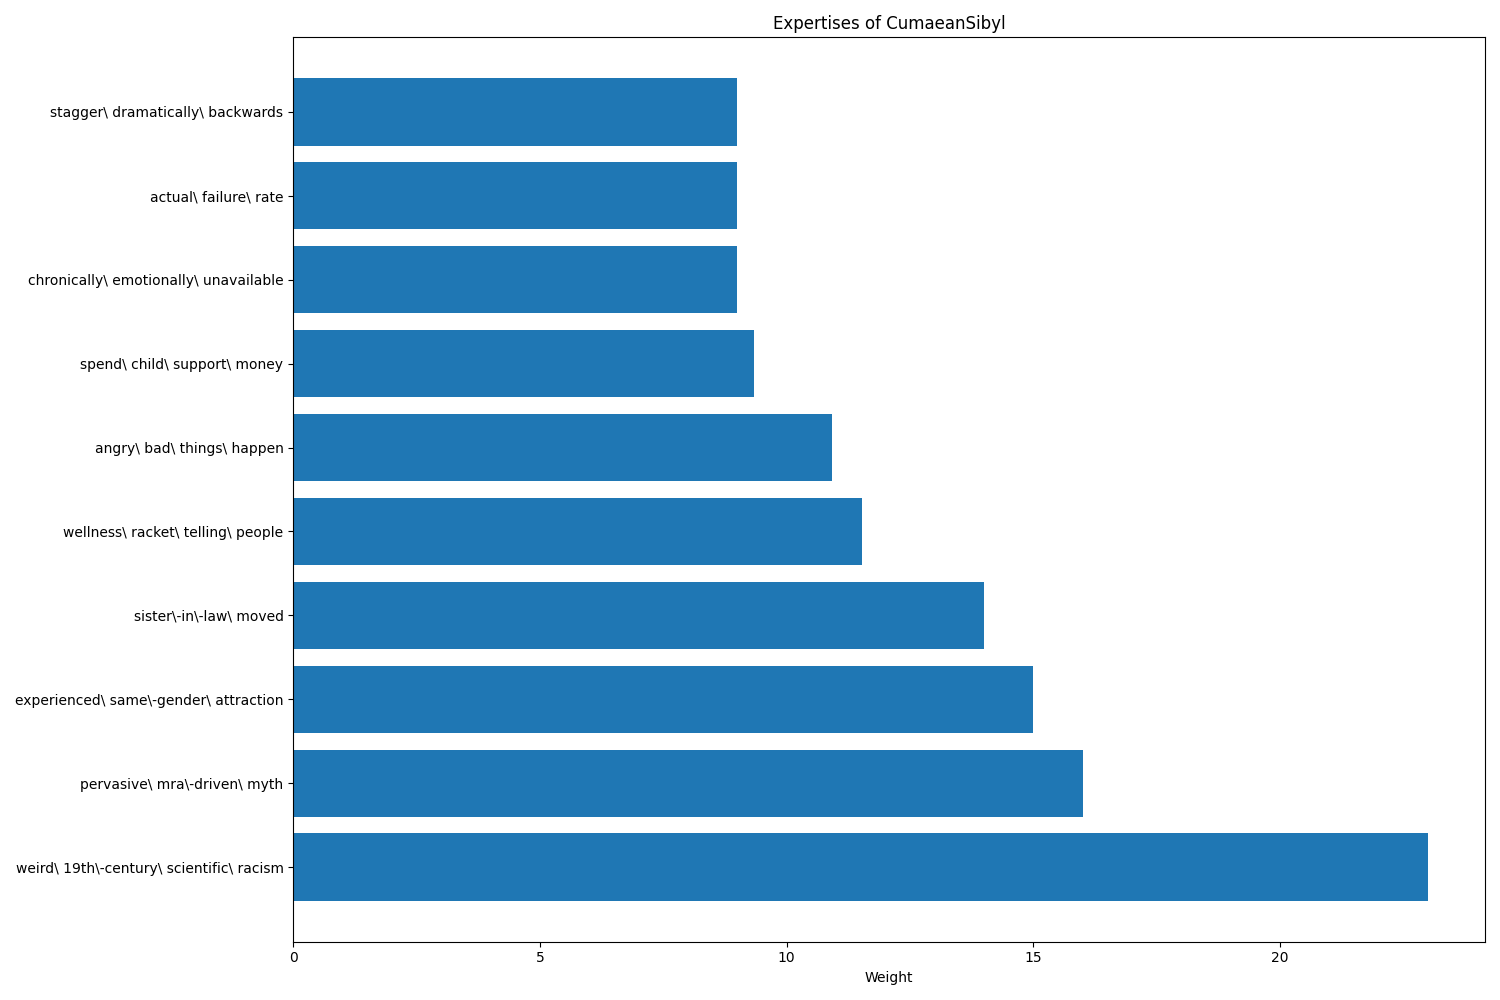 Expertises of CumaeanSibyl
stagger\ dramatically\ backwards
actual\ failure\ rate
chronically\ emotionally\ unavailable
spend\ child\ support\ money
angry\ bad\ things\ happen
wellness\ racket\ telling\ people
sister\-in\-law\ moved
experienced\ same\-gender\ attraction
pervasive\ mra\-driven\ myth
weird\ 19th\-century\ scientific\ racism
0 5 10 15 20
Weight